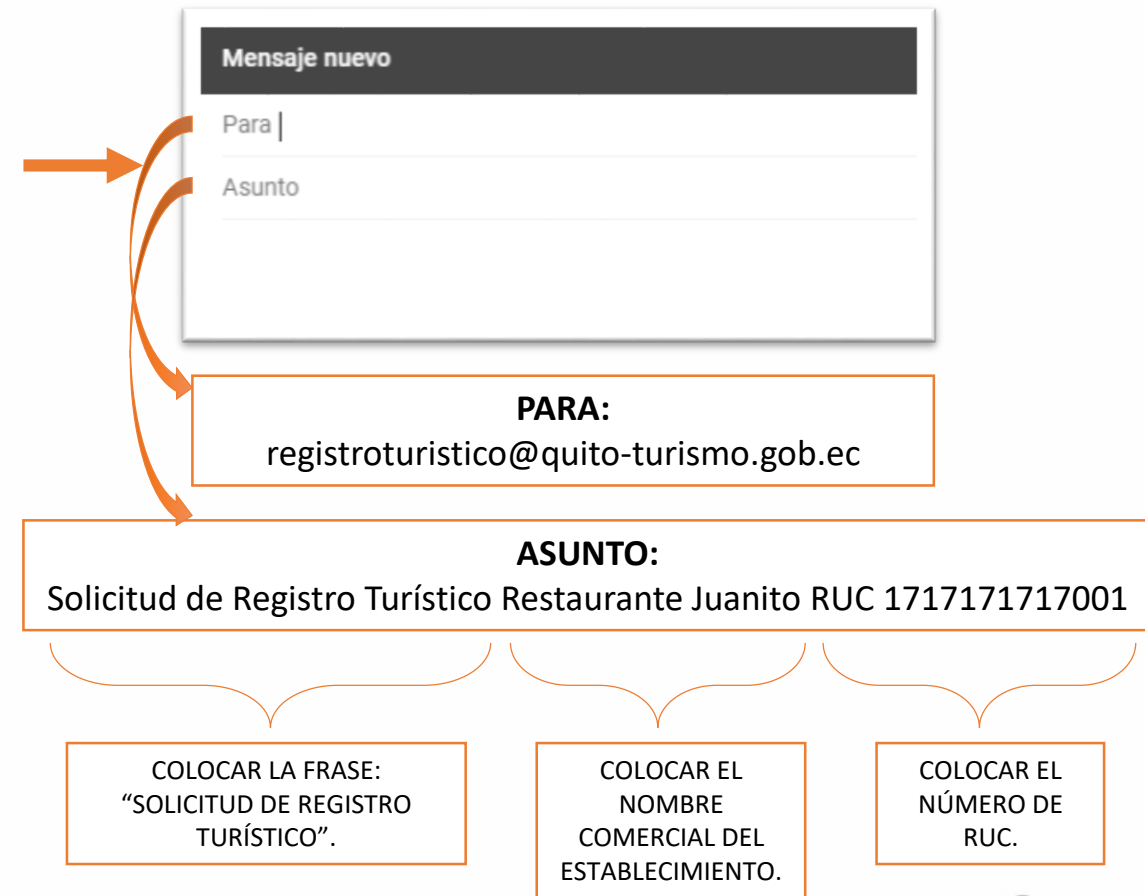 Mensaje nuevo
Para
Asunto
PARA:
registroturistico@quito-turismo.gob.ec
ASUNTO:
Solicitud de Registro Turístico Restaurante Juanito RUC 1717171717001
COLOCAR LA FRASE:
“SOLICITUD DE REGISTRO
TURÍSTICO”.
COLOCAR EL
NOMBRE
COMERCIAL DEL
ESTABLECIMIENTO.
COLOCAR EL
NÚMERO DE
RUC.